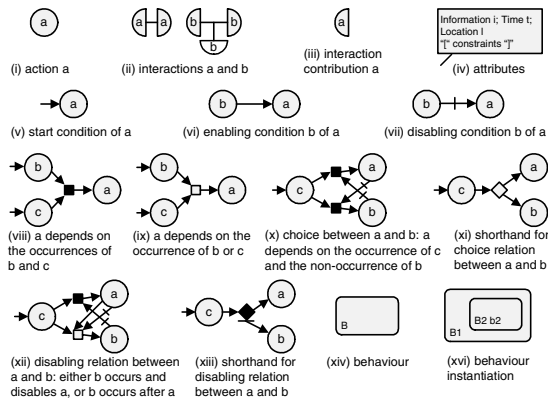 a
a a
b b
b
a
Information i; Time t;
Location l
"[" constraints "]"
(i) action a
(ii) interactions a and b
(iii) interaction
contribution a
(iv) attributes
a
b a
b a
(v) start condition of a
(vi) enabling condition b of a
(vii) disabling condition b of a
b
c
a
b
c
a
c
a
b
c
a
b
(viii) a depends on
the occurrences of
b and c
(ix) a depends on the
occurrence of b or c
(x) choice between a and b: a
depends on the occurrence of c
and the non-occurrence of b
(xi) shorthand for
choice relation
between a and b
c
a
b
c
a
b
B
B2 b2
B1
(xii) disabling relation between
a and b: either b occurs and
disables a, or b occurs after a
(xiii) shorthand for
disabling relation
between a and b
(xiv) behaviour
(xvi) behaviour
instantiation